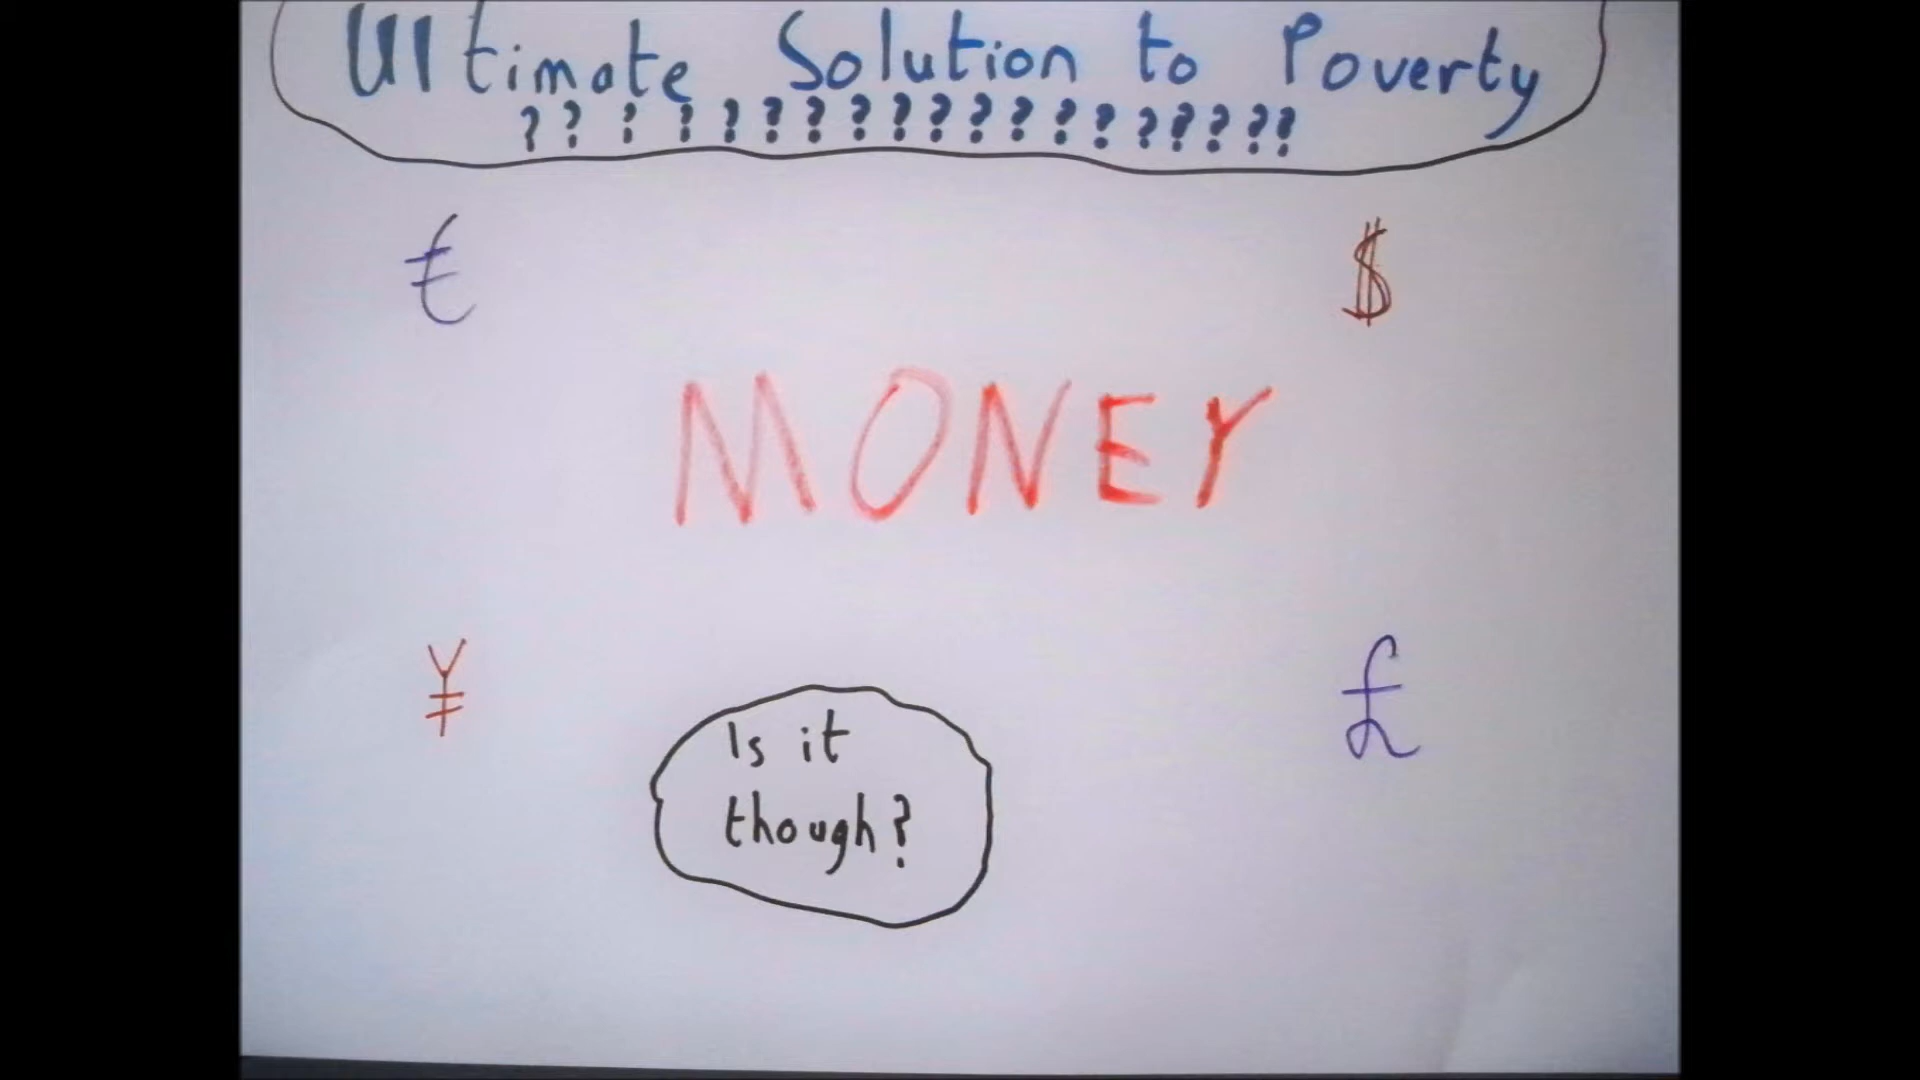 Ultimate Solution to Poverty
? ? ? ? ? ? ? ? ? ? ? ? ? ? ? ? ? ? ?
€ $
MONEY
¥ £
Is it
though?